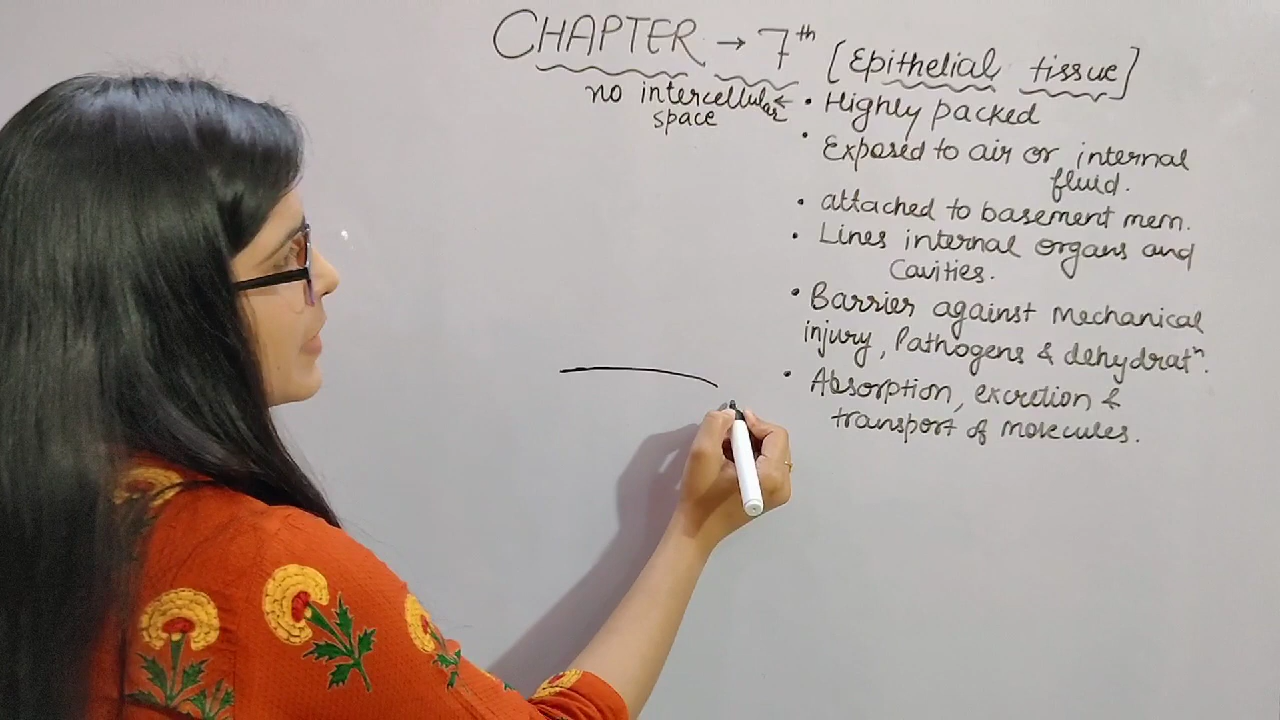 CHAPTER → 7th [Epithelial tissue]
no intercellular ← • Highly packed
space
• Exposed to air or internal
fluid.
• attached to basement mem.
• Lines internal organs and
Cavities.
• Barrier against Mechanical
injury, Pathogens & dehydratn.
• Absorption, excretion &
transport of molecules.